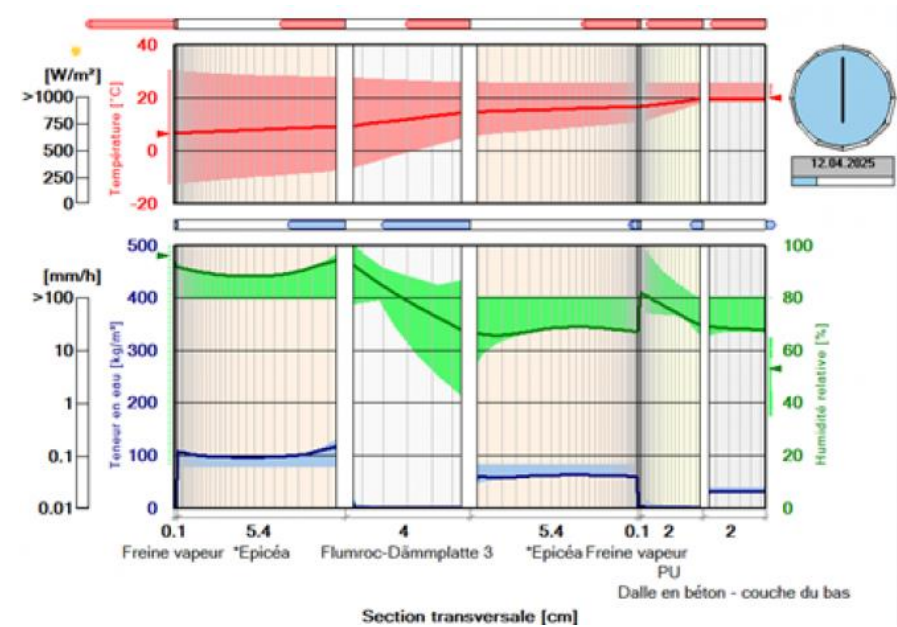 [W/m²]
>1000
750
500
250
0
Température [°C]
40
20
0
-20
12.04.2025
[mm/h]
>100
10
1
0.1
0.01
Teneur en eau [kg/m³]
500
400
300
200
100
0
100
80
60
40
20
0
Humidité relative [%]
0.1 5.4 4 5.4 0.1 2 2
Freine vapeur *Epicéa Flumroc-Dämmplatte 3 *Epicéa Freine vapeur
PU
Dalle en béton - couche du bas
Section transversale [cm]